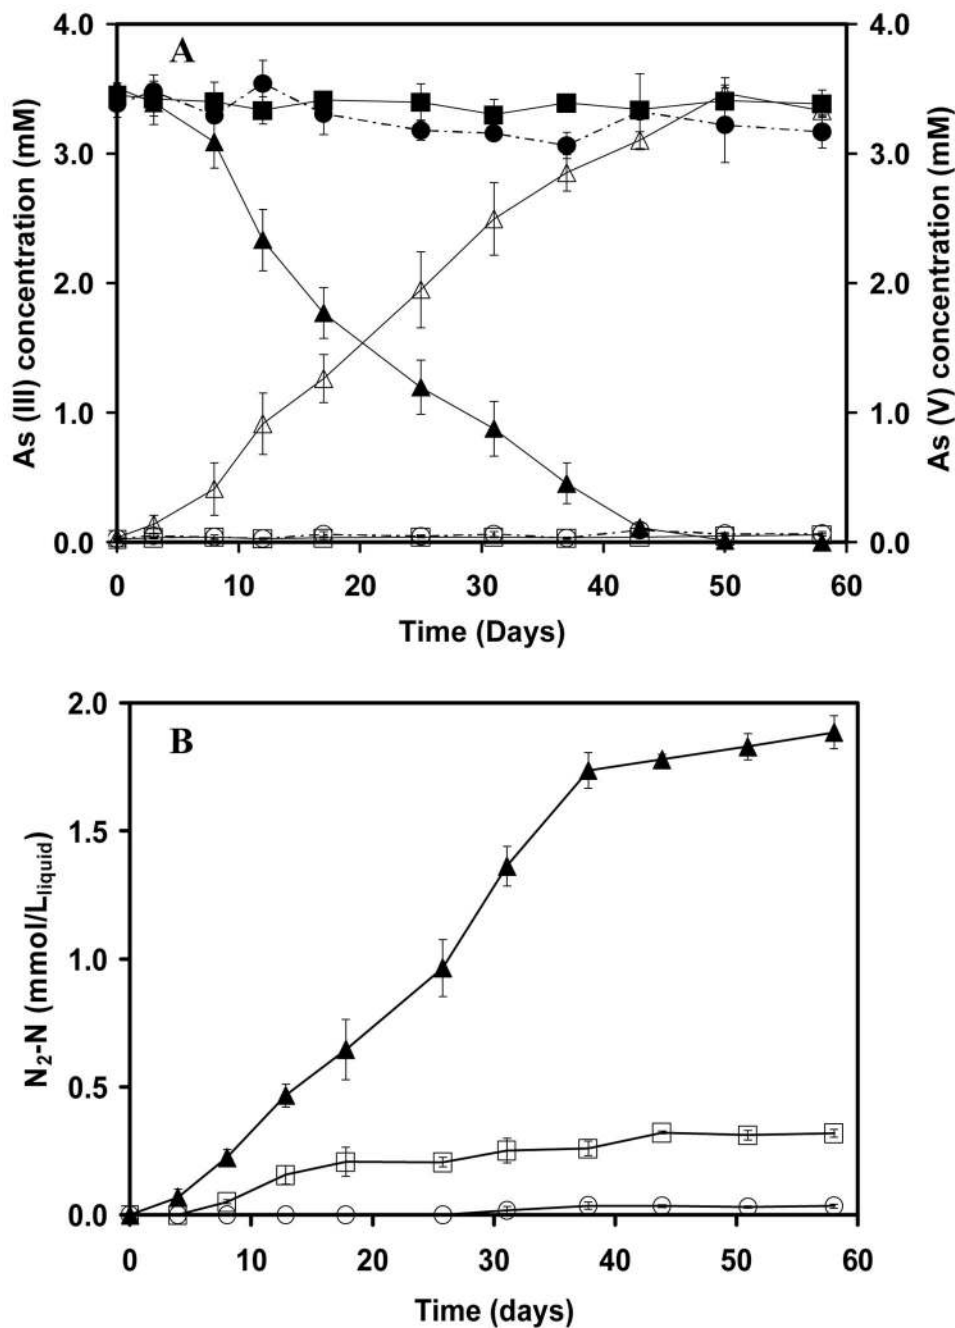 A
4.0 4.0
3.0 3.0
2.0 2.0
1.0 1.0
0.0 0.0
0 10 20 30 40 50 60
Time (Days)
As (III) concentration (mM)
As (V) concentration (mM)
B
2.0
1.5
1.0
0.5
0.0
0 10 20 30 40 50 60
Time (days)
N₂-N (mmol/L_liquid)